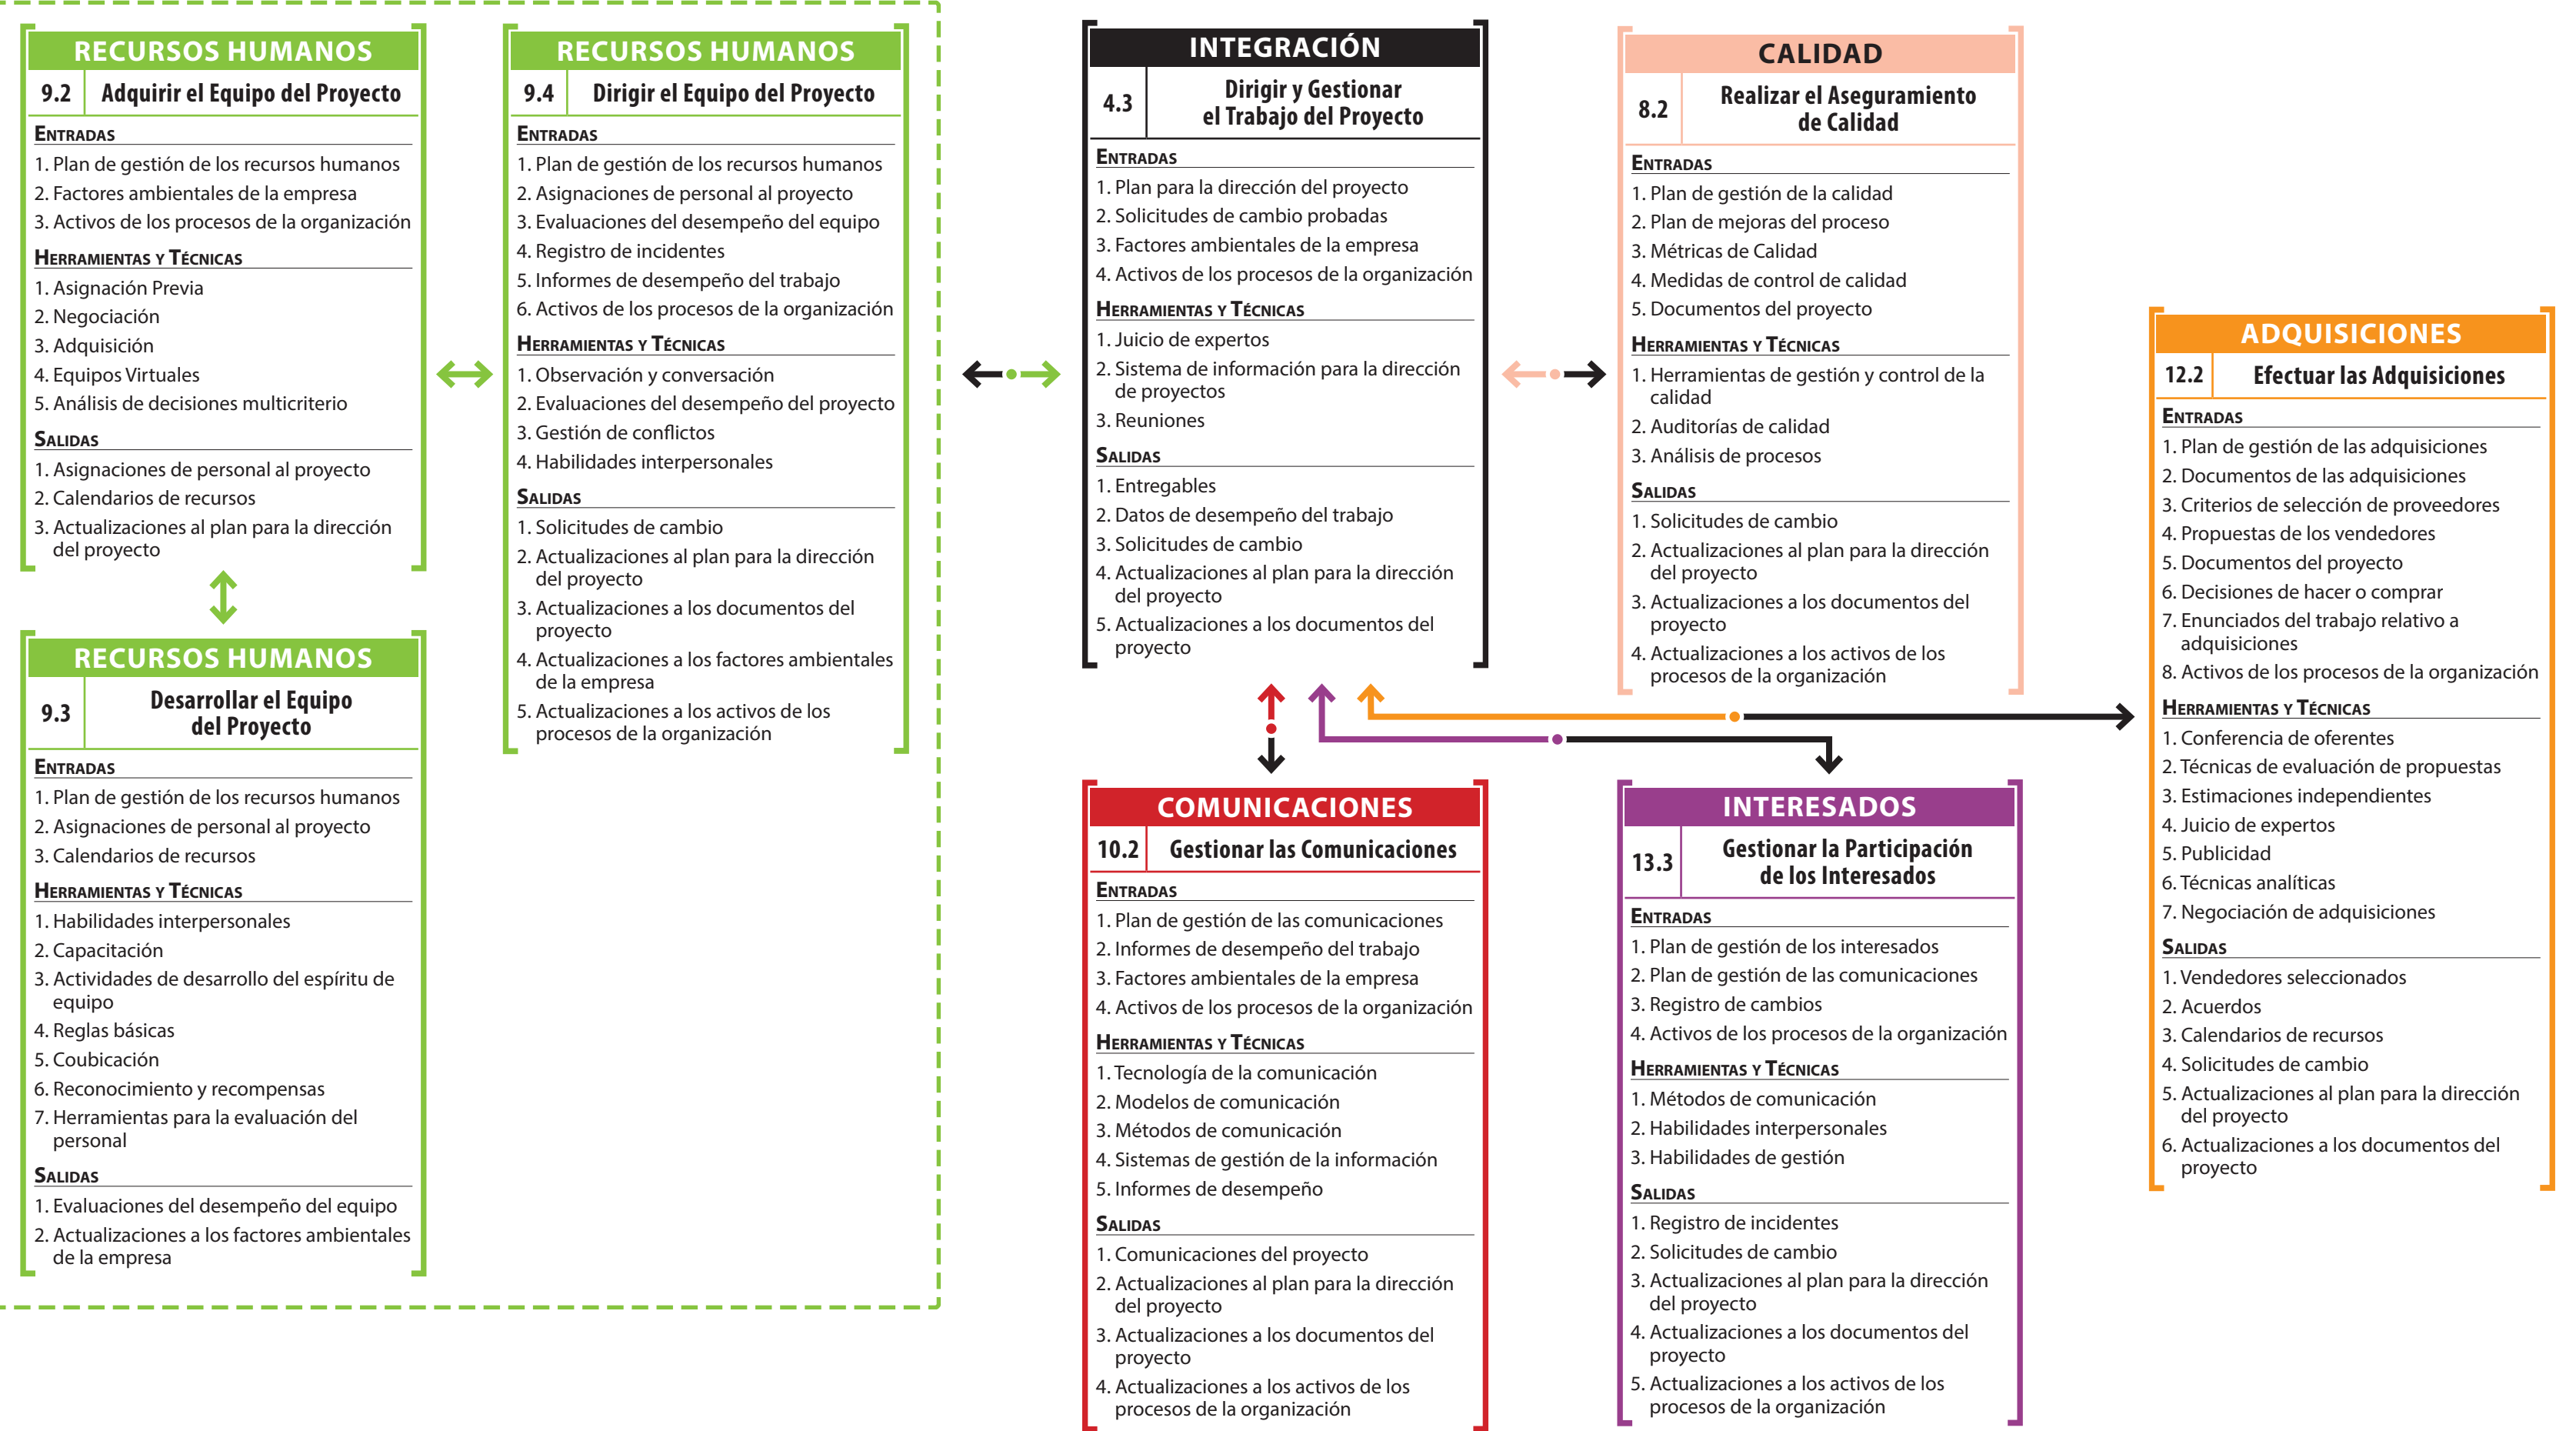 RECURSOS HUMANOS
9.2 Adquirir el Equipo del Proyecto
ENTRADAS
1. Plan de gestión de los recursos humanos
2. Factores ambientales de la empresa
3. Activos de los procesos de la organización
HERRAMIENTAS Y TÉCNICAS
1. Asignación Previa
2. Negociación
3. Adquisición
4. Equipos Virtuales
5. Análisis de decisiones multicriterio
SALIDAS
1. Asignaciones de personal al proyecto
2. Calendarios de recursos
3. Actualizaciones al plan para la dirección
del proyecto
RECURSOS HUMANOS
9.3 Desarrollar el Equipo
del Proyecto
ENTRADAS
1. Plan de gestión de los recursos humanos
2. Asignaciones de personal al proyecto
3. Calendarios de recursos
HERRAMIENTAS Y TÉCNICAS
1. Habilidades interpersonales
2. Capacitación
3. Actividades de desarrollo del espíritu de
equipo
4. Reglas básicas
5. Coubicación
6. Reconocimiento y recompensas
7. Herramientas para la evaluación del
personal
SALIDAS
1. Evaluaciones del desempeño del equipo
2. Actualizaciones a los factores ambientales
de la empresa
RECURSOS HUMANOS
9.4 Dirigir el Equipo del Proyecto
ENTRADAS
1. Plan de gestión de los recursos humanos
2. Asignaciones de personal al proyecto
3. Evaluaciones del desempeño del equipo
4. Registro de incidentes
5. Informes de desempeño del trabajo
6. Activos de los procesos de la organización
HERRAMIENTAS Y TÉCNICAS
1. Observación y conversación
2. Evaluaciones del desempeño del proyecto
3. Gestión de conflictos
4. Habilidades interpersonales
SALIDAS
1. Solicitudes de cambio
2. Actualizaciones al plan para la dirección
del proyecto
3. Actualizaciones a los documentos del
proyecto
4. Actualizaciones a los factores ambientales
de la empresa
5. Actualizaciones a los activos de los
procesos de la organización
INTEGRACIÓN
4.3 Dirigir y Gestionar
el Trabajo del Proyecto
ENTRADAS
1. Plan para la dirección del proyecto
2. Solicitudes de cambio probadas
3. Factores ambientales de la empresa
4. Activos de los procesos de la organización
HERRAMIENTAS Y TÉCNICAS
1. Juicio de expertos
2. Sistema de información para la dirección
de proyectos
3. Reuniones
SALIDAS
1. Entregables
2. Datos de desempeño del trabajo
3. Solicitudes de cambio
4. Actualizaciones al plan para la dirección
del proyecto
5. Actualizaciones a los documentos del
proyecto
COMUNICACIONES
10.2 Gestionar las Comunicaciones
ENTRADAS
1. Plan de gestión de las comunicaciones
2. Informes de desempeño del trabajo
3. Factores ambientales de la empresa
4. Activos de los procesos de la organización
HERRAMIENTAS Y TÉCNICAS
1. Tecnología de la comunicación
2. Modelos de comunicación
3. Métodos de comunicación
4. Sistemas de gestión de la información
5. Informes de desempeño
SALIDAS
1. Comunicaciones del proyecto
2. Actualizaciones al plan para la dirección
del proyecto
3. Actualizaciones a los documentos del
proyecto
4. Actualizaciones a los activos de los
procesos de la organización
CALIDAD
8.2 Realizar el Aseguramiento
de Calidad
ENTRADAS
1. Plan de gestión de la calidad
2. Plan de mejoras del proceso
3. Métricas de Calidad
4. Medidas de control de calidad
5. Documentos del proyecto
HERRAMIENTAS Y TÉCNICAS
1. Herramientas de gestión y control de la
calidad
2. Auditorías de calidad
3. Análisis de procesos
SALIDAS
1. Solicitudes de cambio
2. Actualizaciones al plan para la dirección
del proyecto
3. Actualizaciones a los documentos del
proyecto
4. Actualizaciones a los activos de los
procesos de la organización
INTERESADOS
13.3 Gestionar la Participación
de los Interesados
ENTRADAS
1. Plan de gestión de los interesados
2. Plan de gestión de las comunicaciones
3. Registro de cambios
4. Activos de los procesos de la organización
HERRAMIENTAS Y TÉCNICAS
1. Métodos de comunicación
2. Habilidades interpersonales
3. Habilidades de gestión
SALIDAS
1. Registro de incidentes
2. Solicitudes de cambio
3. Actualizaciones al plan para la dirección
del proyecto
4. Actualizaciones a los documentos del
proyecto
5. Actualizaciones a los activos de los
procesos de la organización
ADQUISICIONES
12.2 Efectuar las Adquisiciones
ENTRADAS
1. Plan de gestión de las adquisiciones
2. Documentos de las adquisiciones
3. Criterios de selección de proveedores
4. Propuestas de los vendedores
5. Documentos del proyecto
6. Decisiones de hacer o comprar
7. Enunciados del trabajo relativo a
adquisiciones
8. Activos de los procesos de la organización
HERRAMIENTAS Y TÉCNICAS
1. Conferencia de oferentes
2. Técnicas de evaluación de propuestas
3. Estimaciones independientes
4. Juicio de expertos
5. Publicidad
6. Técnicas analíticas
7. Negociación de adquisiciones
SALIDAS
1. Vendedores seleccionados
2. Acuerdos
3. Calendarios de recursos
4. Solicitudes de cambio
5. Actualizaciones al plan para la dirección
del proyecto
6. Actualizaciones a los documentos del
proyecto